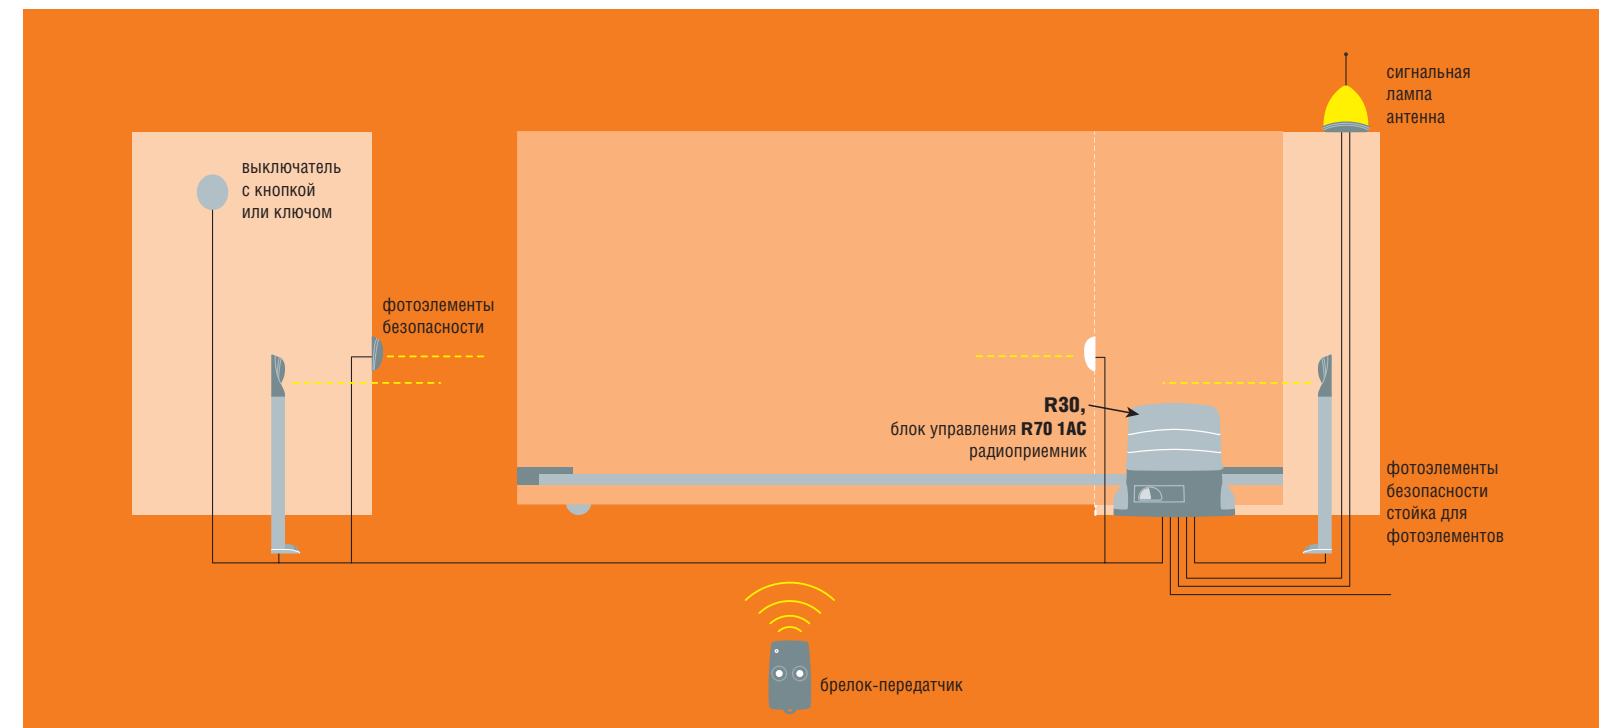 сигнальная
лампа
антенна
выключатель
с кнопкой
или ключом
фотоэлементы
безопасности
R30,
блок управления R70 1AC
радиоприемник
фотоэлементы
безопасности
стойка для
фотоэлементов
брелок-передатчик